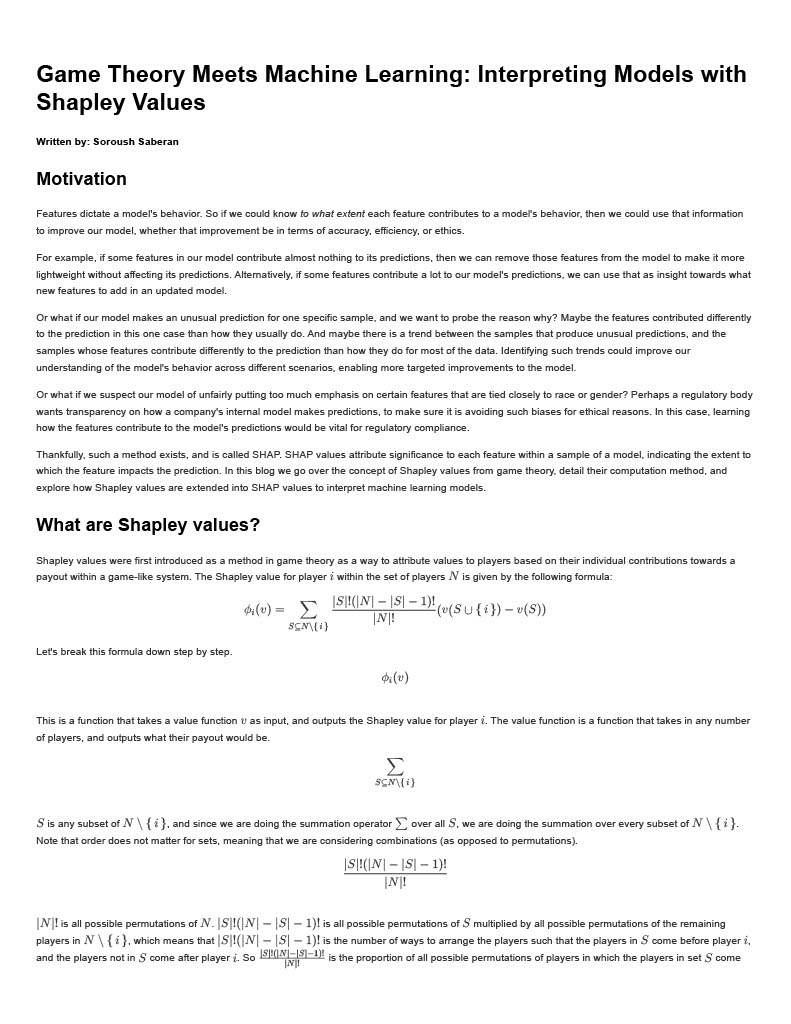 Game Theory Meets Machine Learning: Interpreting Models with
Shapley Values
Written by: Soroush Saberan
Motivation
Features dictate a model's behavior. So if we could know to what extent each feature contributes to a model's behavior, then we could use that information
to improve our model, whether that improvement be in terms of accuracy, efficiency, or ethics.
For example, if some features in our model contribute almost nothing to its predictions, then we can remove those features from the model to make it more
lightweight without affecting its predictions. Alternatively, if some features contribute a lot to our model's predictions, we can use that as insight towards what
new features to add in an updated model.
Or what if our model makes an unusual prediction for one specific sample, and we want to probe the reason why? Maybe the features contributed differently
to the prediction in this one case than how they usually do. And maybe there is a trend between the samples that produce unusual predictions, and the
samples whose features contribute differently to the prediction than how they do for most of the data. Identifying such trends could improve our
understanding of the model's behavior across different scenarios, enabling more targeted improvements to the model.
Or what if we suspect our model of unfairly putting too much emphasis on certain features that are tied closely to race or gender? Perhaps a regulatory body
wants transparency on how a company's internal model makes predictions, to make sure it is avoiding such biases for ethical reasons. In this case, learning
how the features contribute to the model's predictions would be vital for regulatory compliance.
Thankfully, such a method exists, and is called SHAP. SHAP values attribute significance to each feature within a sample of a model, indicating the extent to
which the feature impacts the prediction. In this blog we go over the concept of Shapley values from game theory, detail their computation method, and
explore how Shapley values are extended into SHAP values to interpret machine learning models.
What are Shapley values?
Shapley values were first introduced as a method in game theory as a way to attribute values to players based on their individual contributions towards a
payout within a game-like system. The Shapley value for player i within the set of players N is given by the following formula:
ϕᵢ(v) = ∑_{S⊆N\{i}} |S|!(|N| − |S| − 1)! / |N|! (v(S ∪ {i}) − v(S))
Let's break this formula down step by step.
ϕᵢ(v)
This is a function that takes a value function v as input, and outputs the Shapley value for player i. The value function is a function that takes in any number
of players, and outputs what their payout would be.
∑_{S⊆N\{i}}
S is any subset of N \ {i}, and since we are doing the summation operator ∑ over all S, we are doing the summation over every subset of N \ {i}.
Note that order does not matter for sets, meaning that we are considering combinations (as opposed to permutations).
|S|!(|N| − |S| − 1)! / |N|!
|N|! is all possible permutations of N. |S|!(|N| − |S| − 1)! is all possible permutations of S multiplied by all possible permutations of the remaining
players in N \ {i}, which means that |S|!(|N| − |S| − 1)! is the number of ways to arrange the players such that the players in S come before player i,
and the players not in S come after player i. So |S|!(|N|−|S|−1)! / |N|! is the proportion of all possible permutations of players in which the players in set S come